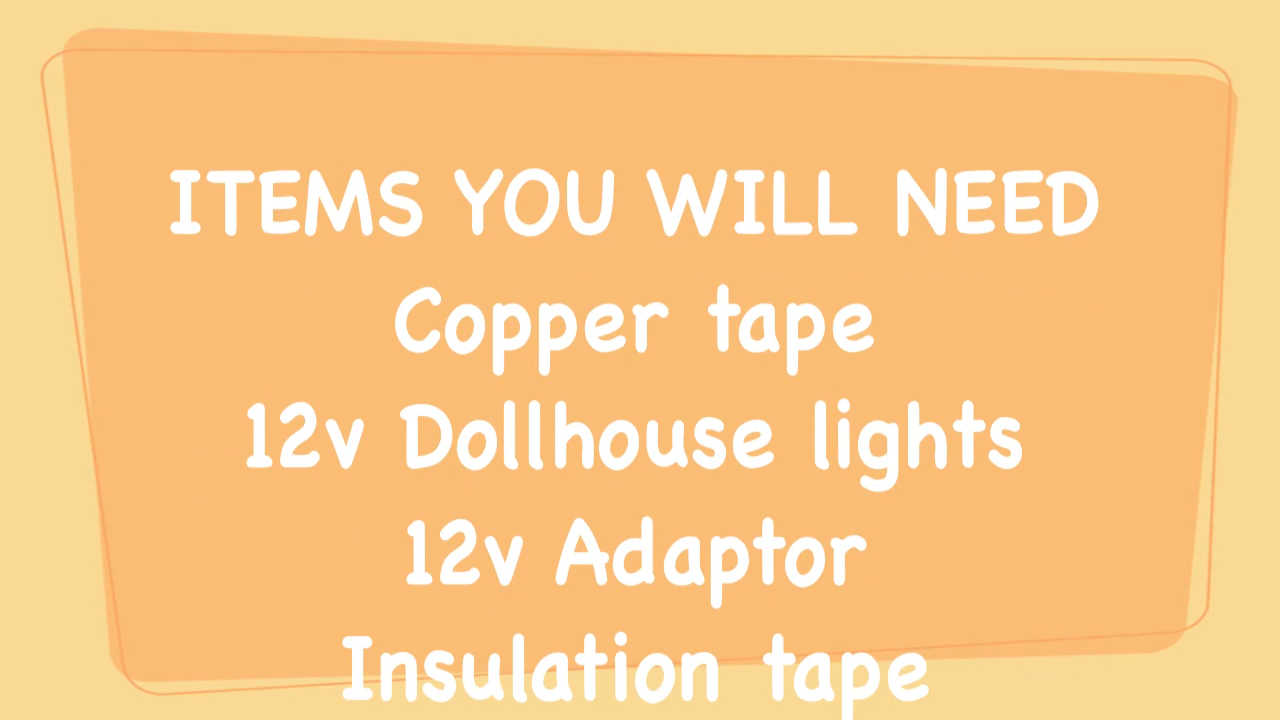 ITEMS YOU WILL NEED
Copper tape
12v Dollhouse lights
12v Adaptor
Insulation tape